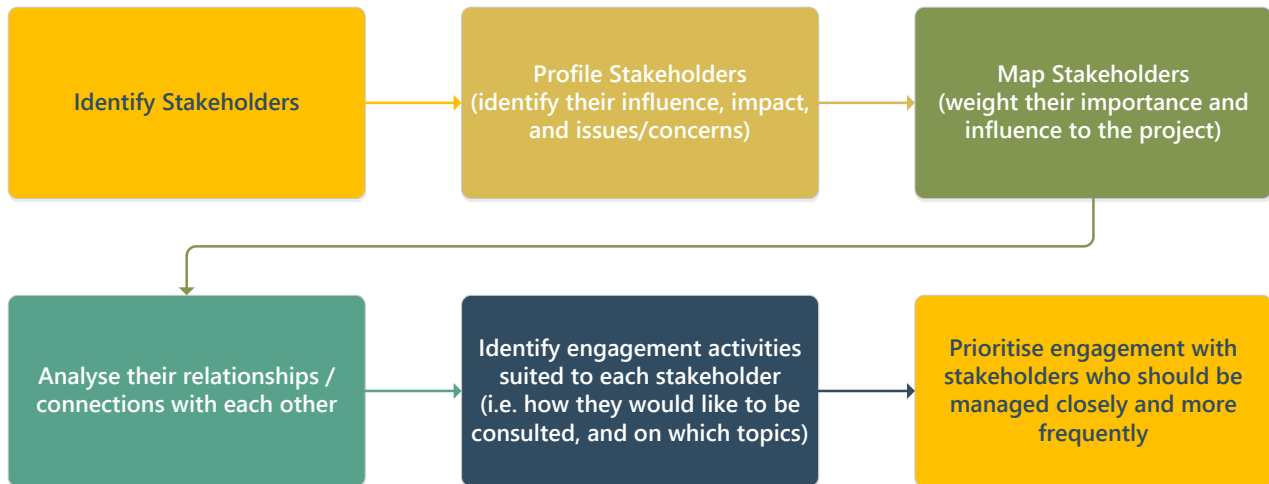 Identify Stakeholders
Profile Stakeholders
(identify their influence, impact,
and issues/concerns)
Map Stakeholders
(weight their importance and
influence to the project)
Analyse their relationships /
connections with each other
Identify engagement activities
suited to each stakeholder
(i.e. how they would like to be
consulted, and on which topics)
Prioritise engagement with
stakeholders who should be
managed closely and more
frequently